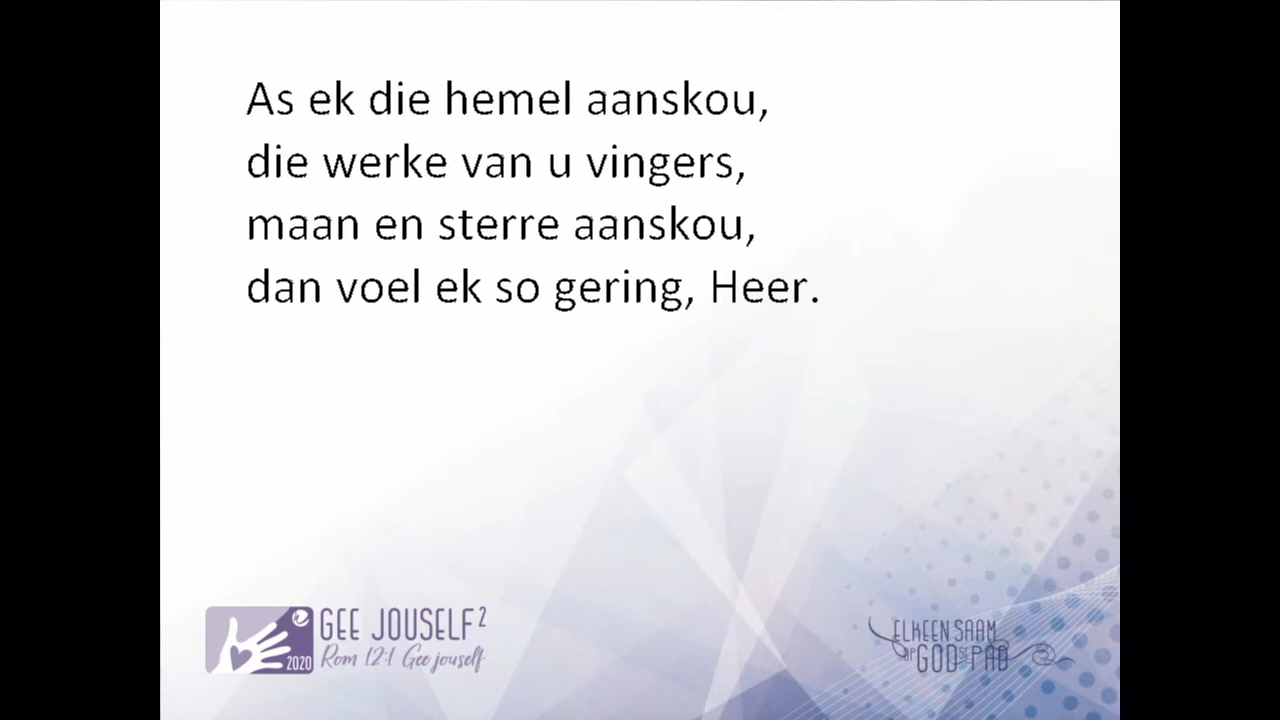 As ek die hemel aanskou,
die werke van u vingers,
maan en sterre aanskou,
dan voel ek so gering, Heer.
GEE JOUSELF²
Rom 12:1 Gee jouself
2020
ELKEEN SAAM
OP GOD SE PAD